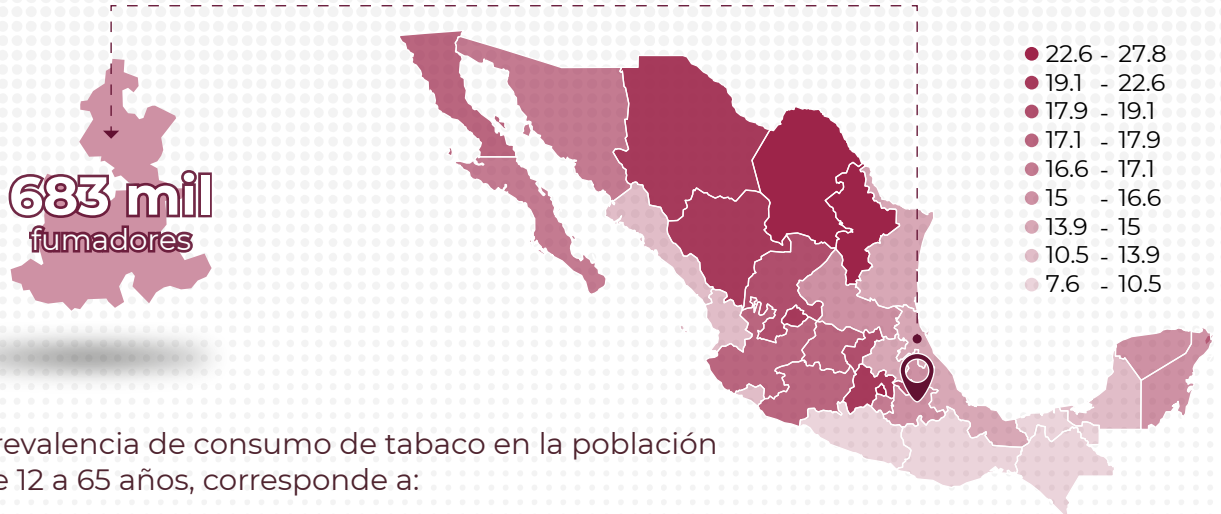 683 mil
fumadores
22.6 - 27.8
19.1 - 22.6
17.9 - 19.1
17.1 - 17.9
16.6 - 17.1
15 - 16.6
13.9 - 15
10.5 - 13.9
7.6 - 10.5
revalencia de consumo de tabaco en la población
e 12 a 65 años, corresponde a: